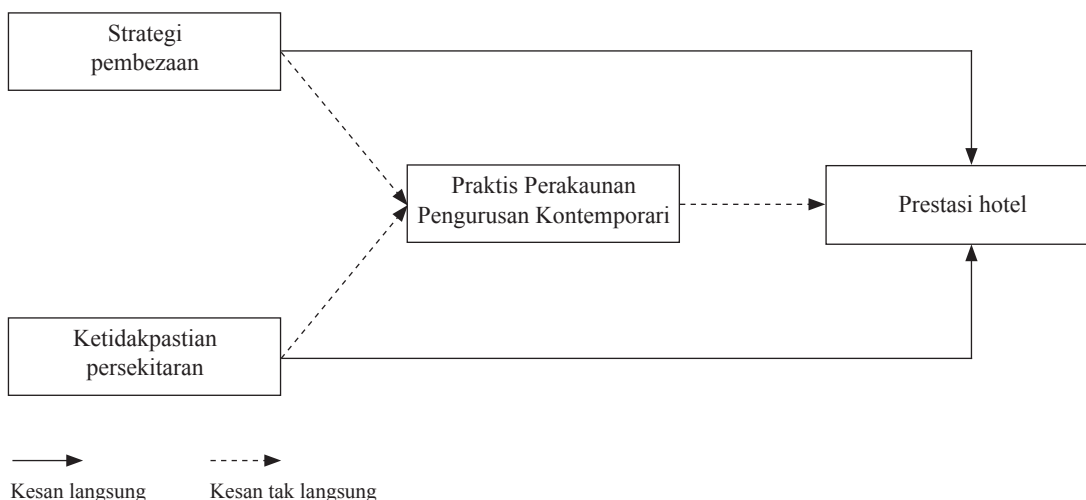 Strategi
pembezaan
Praktis Perakaunan
Pengurusan Kontemporari
Prestasi hotel
Ketidakpastian
persekitaran
Kesan langsung
Kesan tak langsung